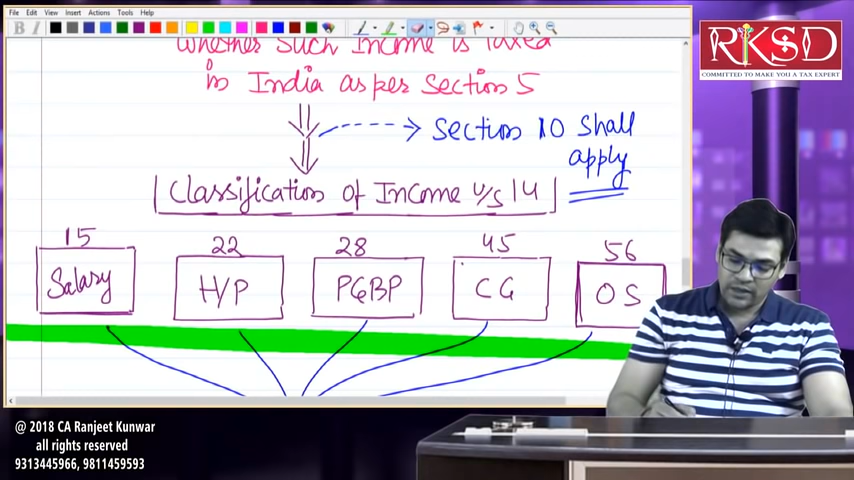 File Edit View Insert Actions Tools Help
B I
Whether Such Income is Taxed
in India as per Section 5
Section 10 Shall
apply
Classification of Income u/s 14
15 22 28 45 56
Salary H/P PGBP CG OS
RKSD
COMMITTED TO MAKE YOU A TAX EXPERT
@ 2018 CA Ranjeet Kunwar
all rights reserved
9313445966, 9811459593